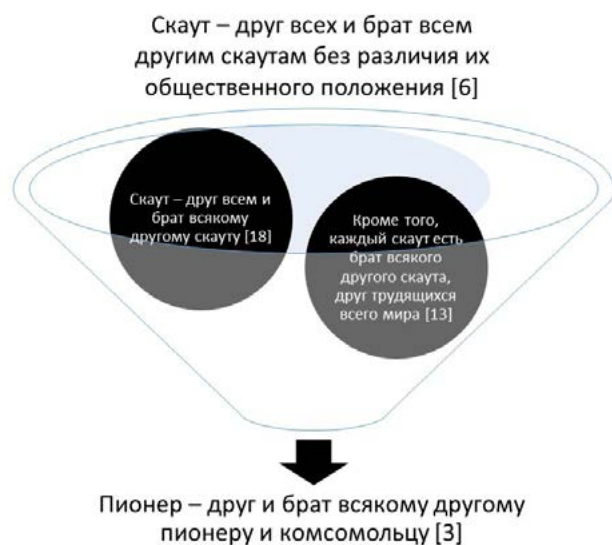 Скаут – друг всех и брат всем
другим скаутам без различия их
общественного положения [6]
Скаут – друг всем и
брат всякому
другому скауту [18]
Кроме того,
каждый скаут есть
брат всякого
другого скаута,
друг трудящихся
всего мира [13]
Пионер – друг и брат всякому другому
пионеру и комсомольцу [3]